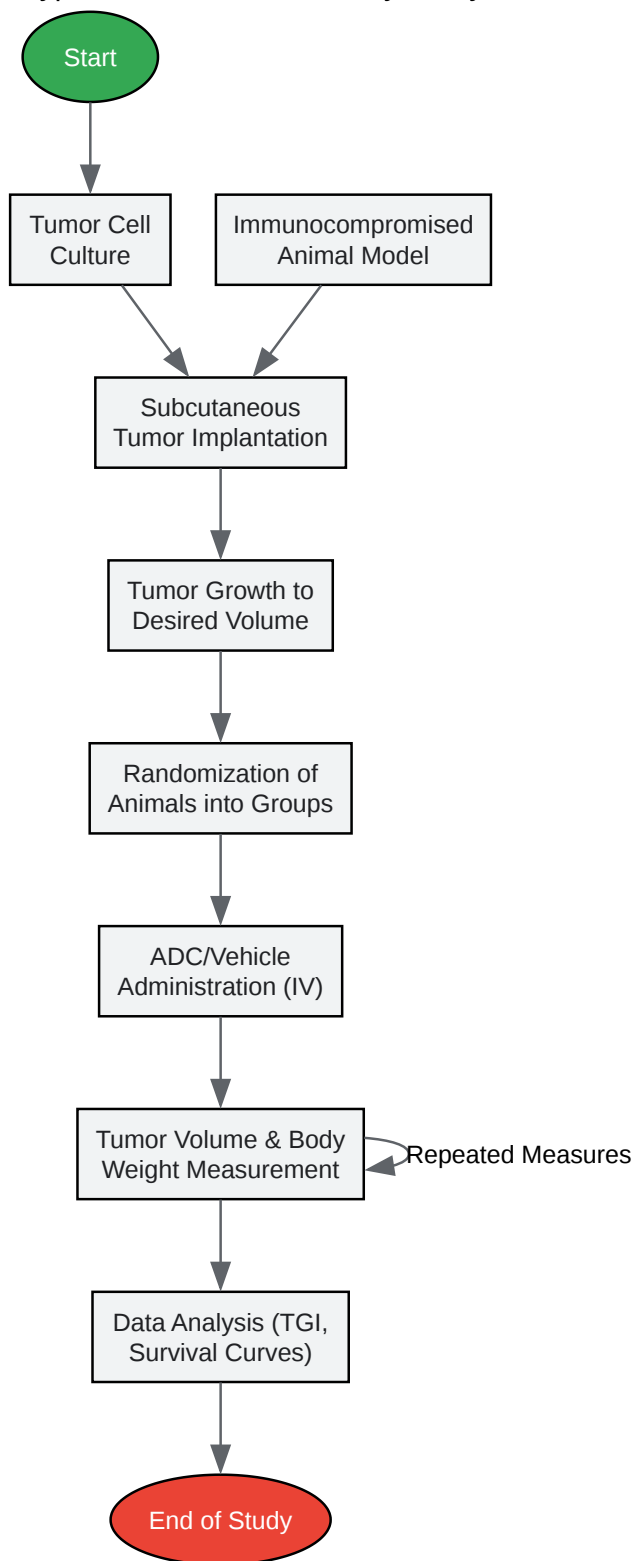 Start
Tumor Cell
Culture
Immunocompromised
Animal Model
Subcutaneous
Tumor Implantation
Tumor Growth to
Desired Volume
Randomization of
Animals into Groups
ADC/Vehicle
Administration (IV)
Tumor Volume & Body
Weight Measurement
Repeated Measures
Data Analysis (TGI,
Survival Curves)
End of Study